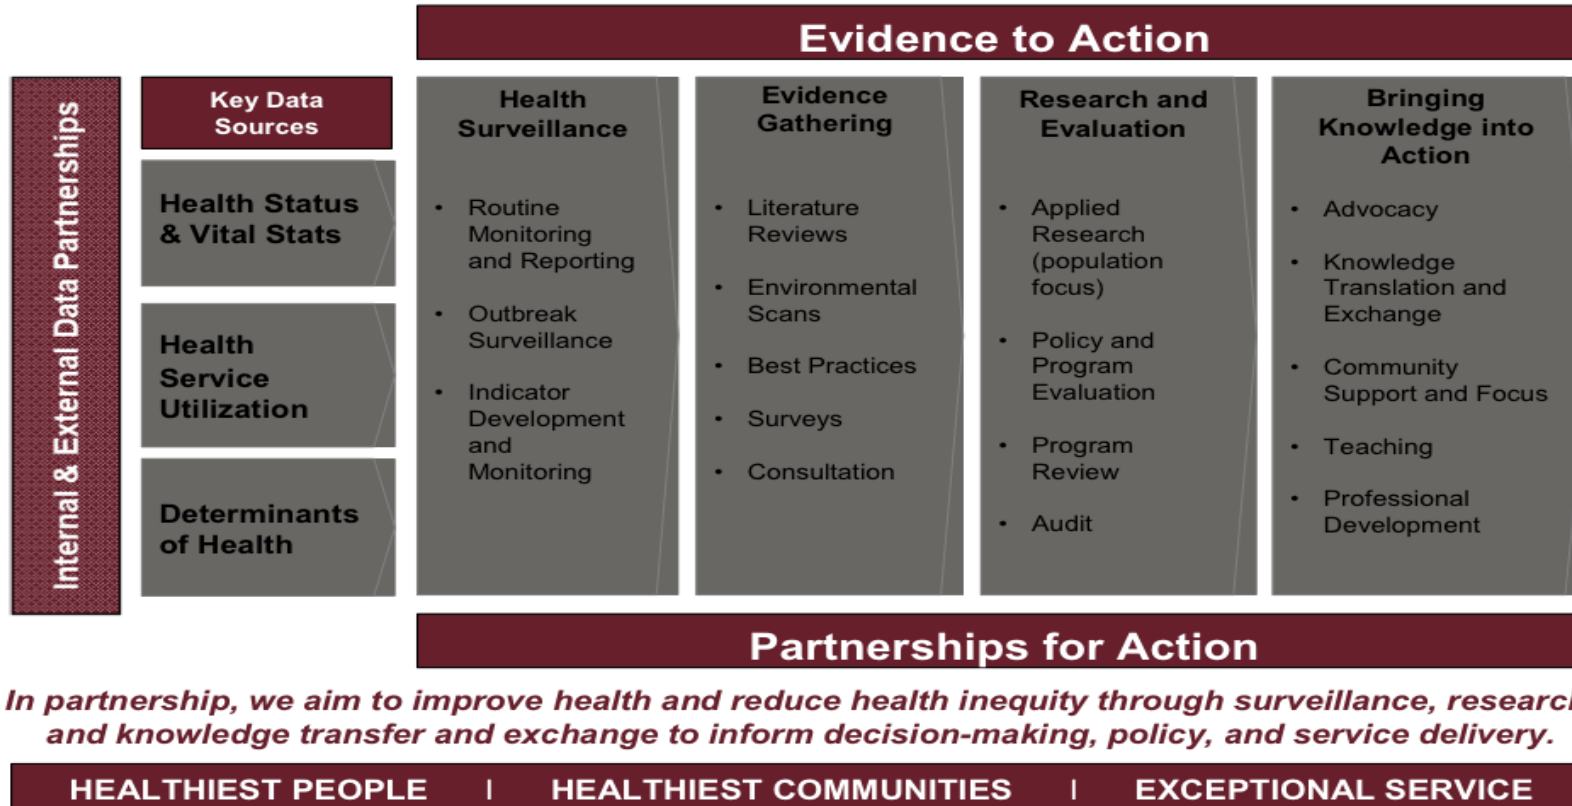 Evidence to Action
Internal & External Data Partnerships
Key Data
Sources
Health Status
& Vital Stats
Health
Service
Utilization
Determinants
of Health
Health
Surveillance
• Routine
Monitoring
and Reporting
• Outbreak
Surveillance
• Indicator
Development
and
Monitoring
Evidence
Gathering
• Literature
Reviews
• Environmental
Scans
• Best Practices
• Surveys
• Consultation
Research and
Evaluation
• Applied
Research
(population
focus)
• Policy and
Program
Evaluation
• Program
Review
• Audit
Bringing
Knowledge into
Action
• Advocacy
• Knowledge
Translation and
Exchange
• Community
Support and Focus
• Teaching
• Professional
Development
Partnerships for Action
In partnership, we aim to improve health and reduce health inequity through surveillance, research
and knowledge transfer and exchange to inform decision-making, policy, and service delivery.
HEALTHIEST PEOPLE | HEALTHIEST COMMUNITIES | EXCEPTIONAL SERVICE